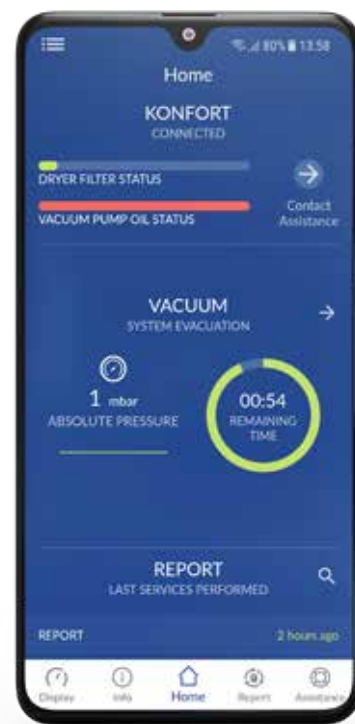 80% 13:58
Home
KONFORT
CONNECTED
DRYER FILTER STATUS
VACUUM PUMP OIL STATUS
Contact
Assistance
VACUUM
SYSTEM EVACUATION
1 mbar
ABSOLUTE PRESSURE
00:54
REMAINING
TIME
REPORT
LAST SERVICES PERFORMED
REPORT
2 hours ago
Display
Info
Home
Report
Assistance